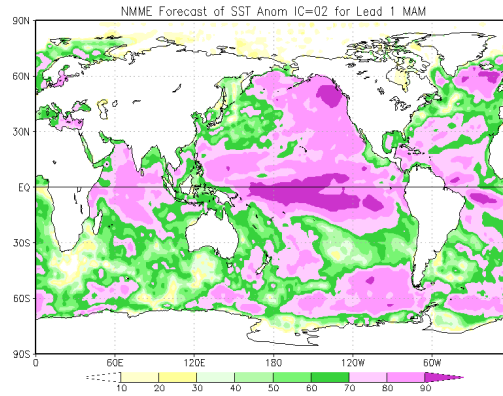 NMME Forecast of SST Anom IC=02 for Lead 1 MAM
90N
60N
30N
EQ
30S
60S
90S
0 60E 120E 180 120W 60W
10 20 30 40 50 60 70 80 90